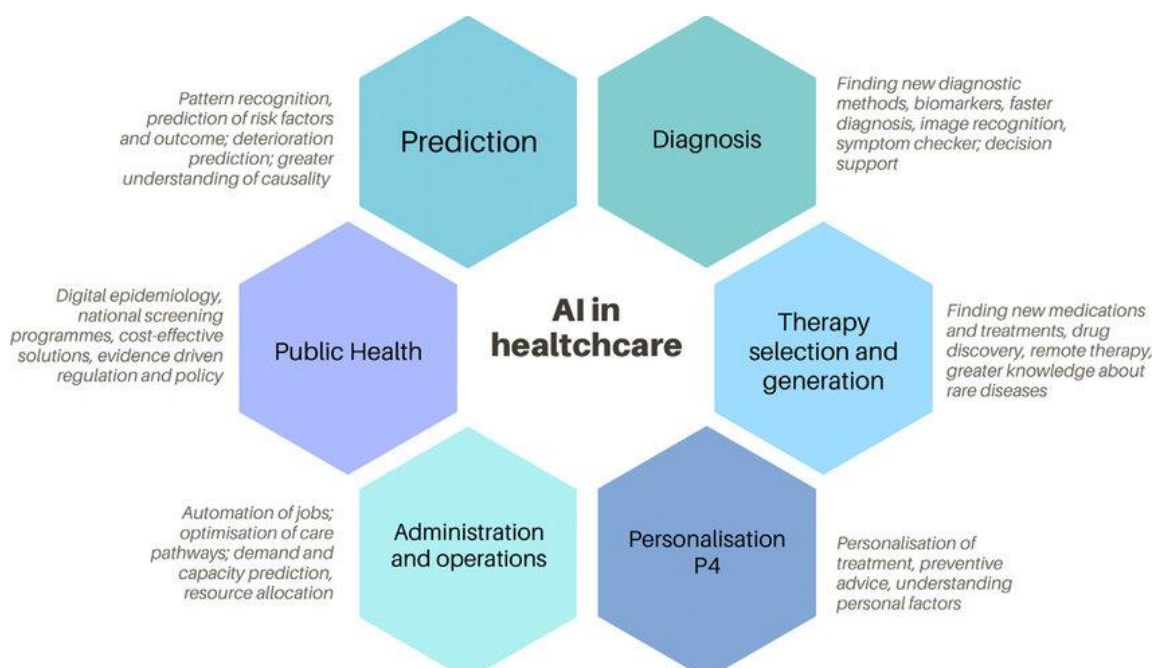 Pattern recognition,
prediction of risk factors
and outcome; deterioration
prediction; greater
understanding of causality
Prediction
Diagnosis
Finding new diagnostic
methods, biomarkers, faster
diagnosis, image recognition,
symptom checker; decision
support
Digital epidemiology,
national screening
programmes, cost-effective
solutions, evidence driven
regulation and policy
Public Health
AI in
healtchcare
Therapy
selection and
generation
Finding new medications
and treatments, drug
discovery, remote therapy,
greater knowledge about
rare diseases
Automation of jobs;
optimisation of care
pathways; demand and
capacity prediction,
resource allocation
Administration
and operations
Personalisation
P4
Personalisation of
treatment, preventive
advice, understanding
personal factors